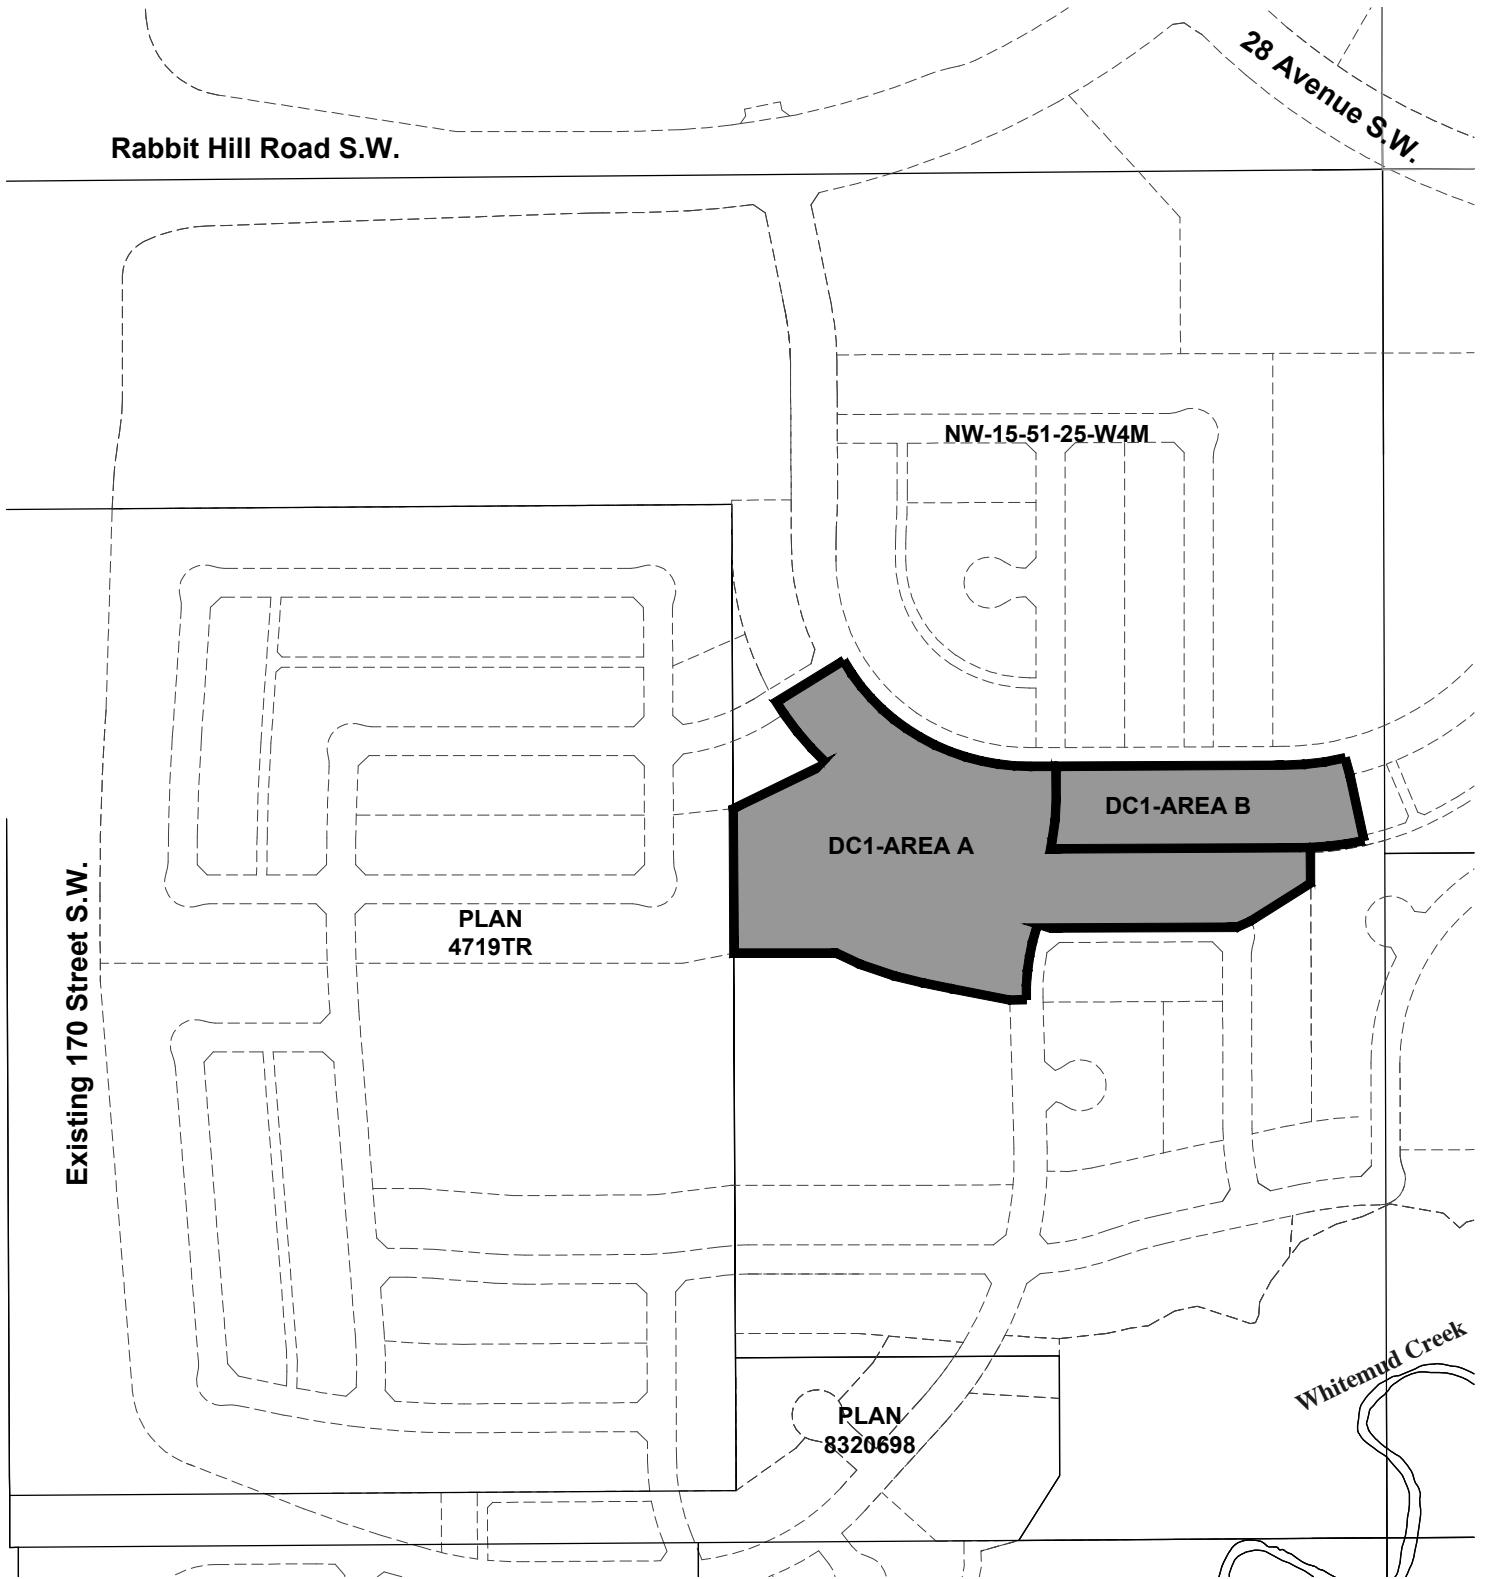 28 Avenue S.W.
Rabbit Hill Road S.W.
NW-15-51-25-W4M
DC1-AREA B
DC1-AREA A
PLAN
4719TR
Existing 170 Street S.W.
Whitemud Creek
PLAN
8320698